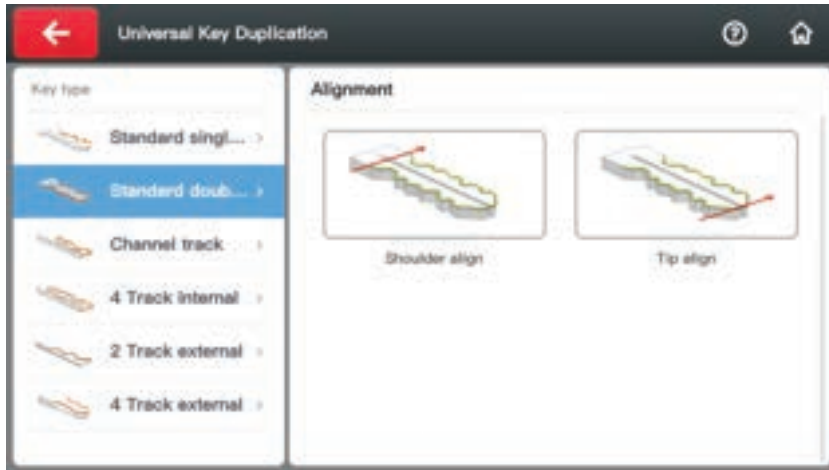 Universal Key Duplication
Key type
Standard singl...
Standard doub...
Channel track
4 Track internal
2 Track external
4 Track external
Alignment
Shoulder align
Tip align